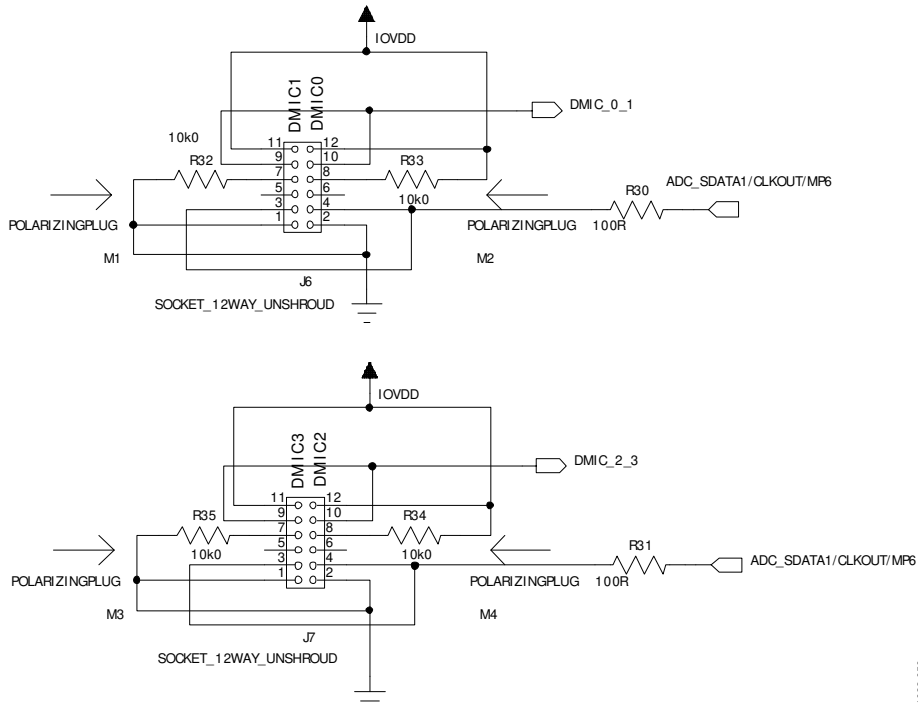 IOVDD
DMIC1
DMIC0
DMIC_0_1
10k0
11 12
R32
9 10
R33
7 8
ADC_SDATA1/CLKOUT/MP6
5 6
10k0
R30
3 4
POLARIZINGPLUG
1 2
POLARIZINGPLUG
100R
M1
M2
J6
SOCKET_12WAY_UNSHROUD
IOVDD
DMIC3
DMIC2
DMIC_2_3
11 12
R35
9 10
R34
7 8
10k0
5 6
10k0
R31
3 4
ADC_SDATA1/CLKOUT/MP6
POLARIZINGPLUG
1 2
POLARIZINGPLUG
100R
M3
M4
J7
SOCKET_12WAY_UNSHROUD